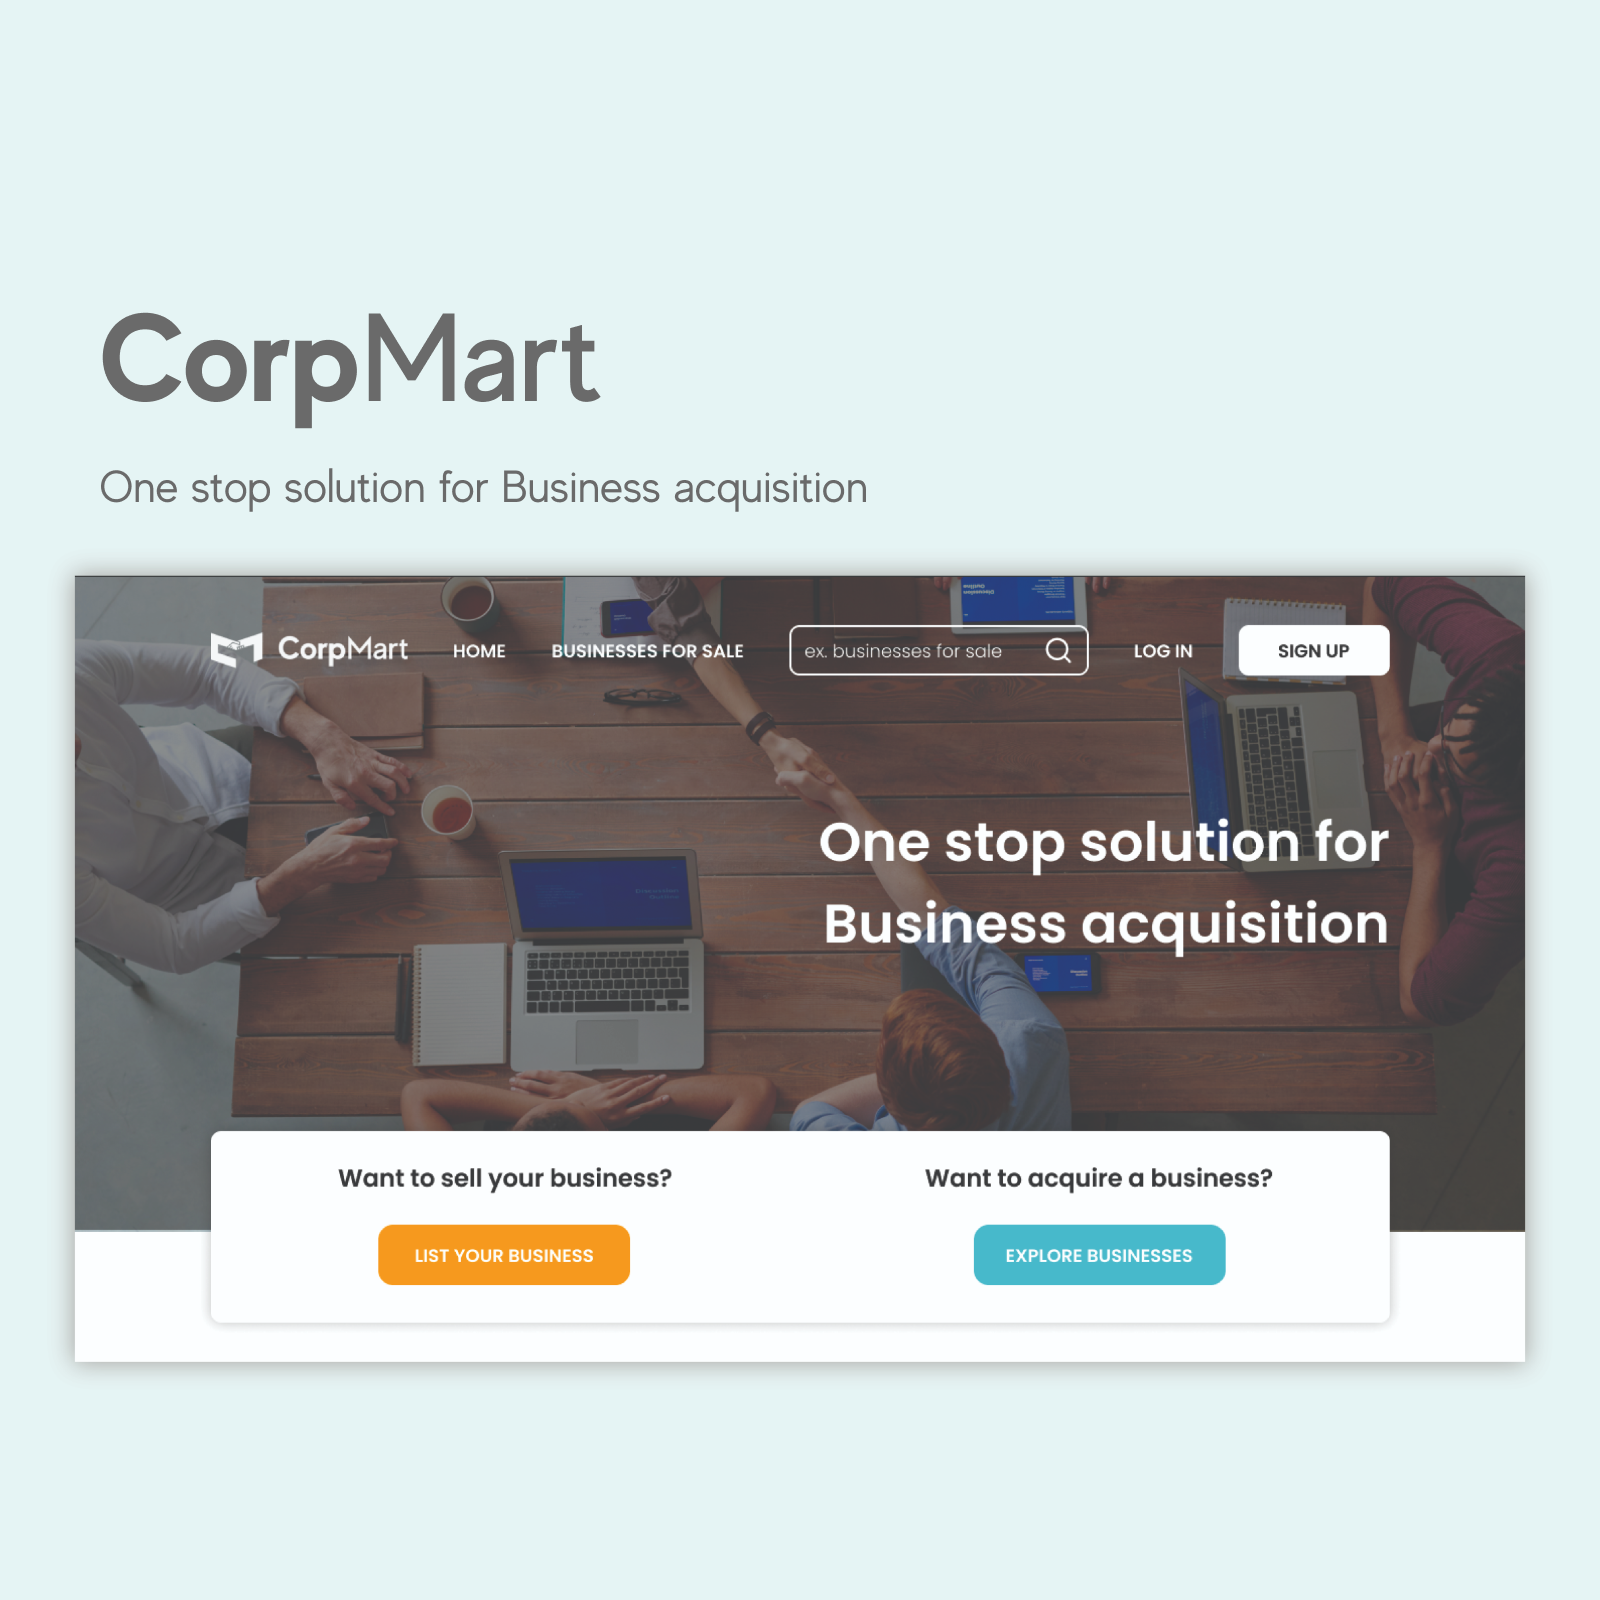 CorpMart
One stop solution for Business acquisition
CorpMart
HOME
BUSINESSES FOR SALE
ex. businesses for sale
LOG IN
SIGN UP
One stop solution for
Business acquisition
Want to sell your business?
Want to acquire a business?
LIST YOUR BUSINESS
EXPLORE BUSINESSES